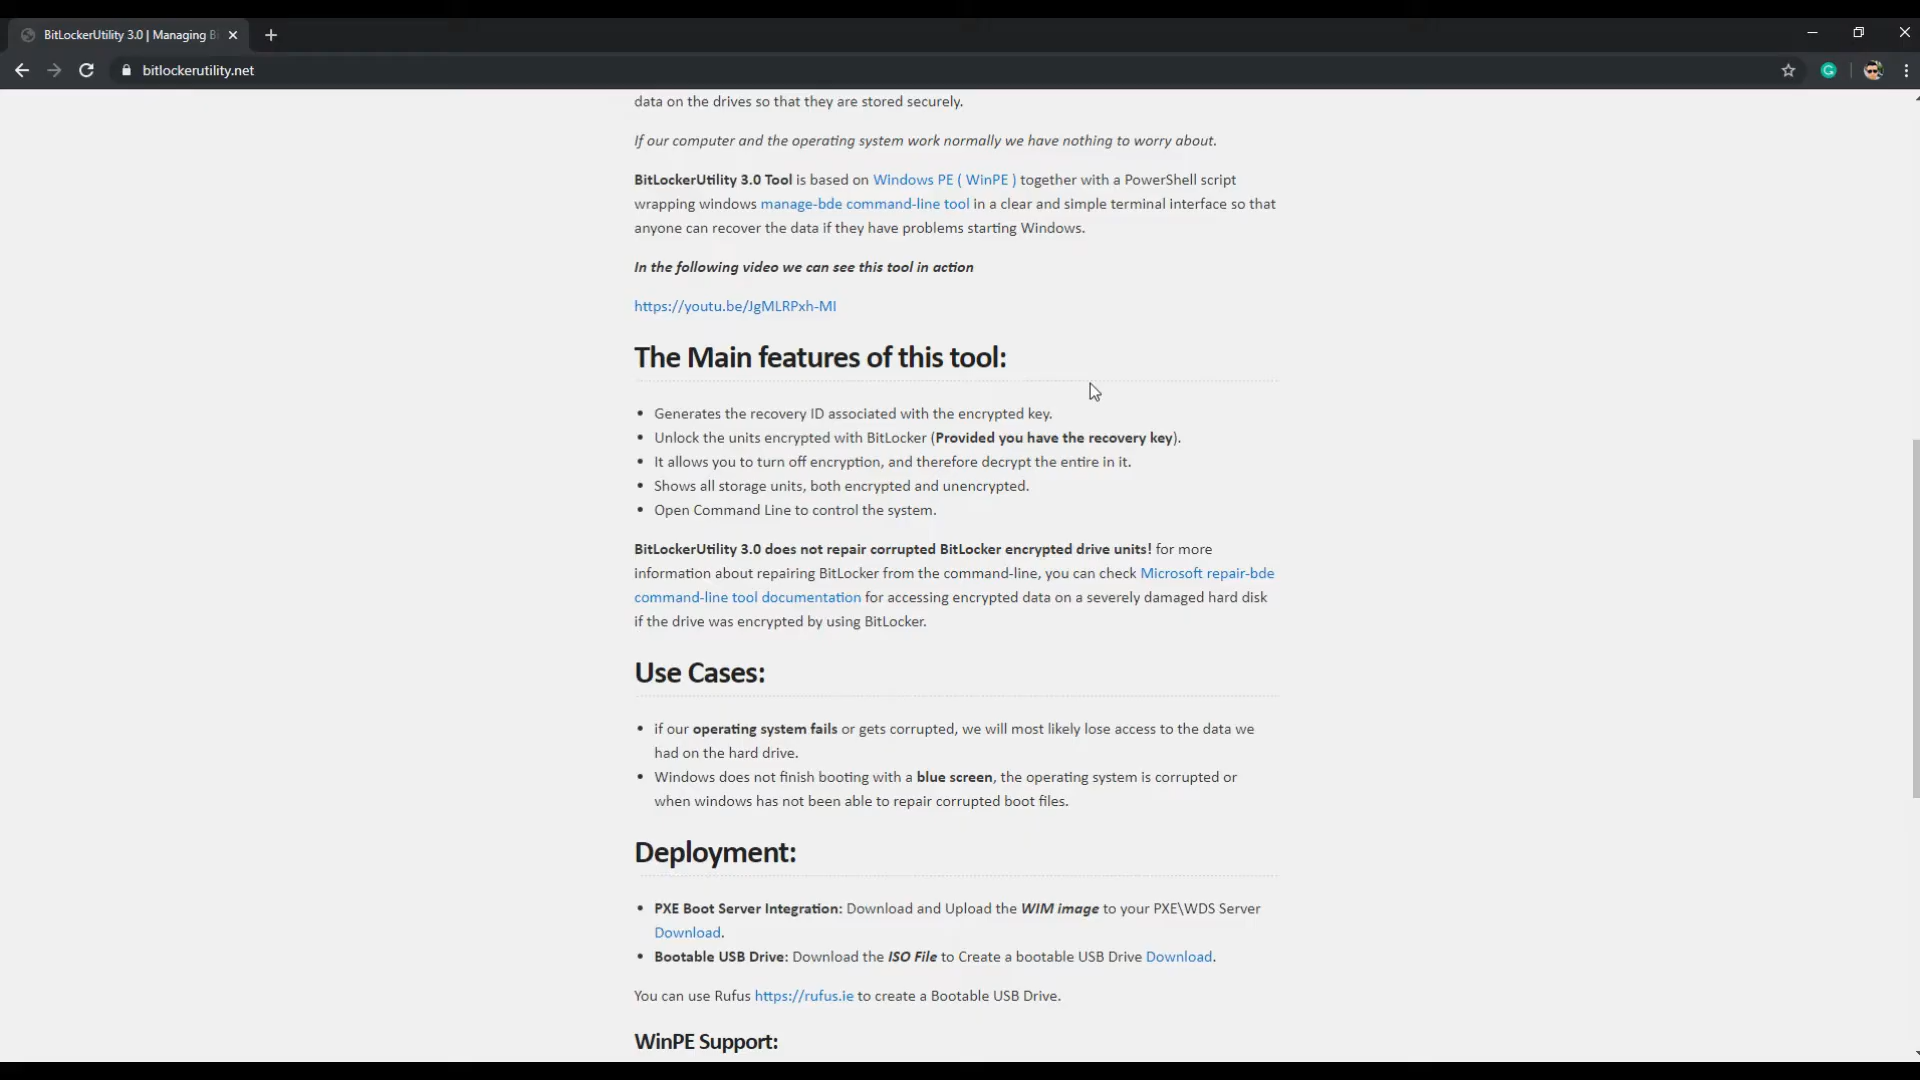 BitLockerUtility 3.0 | Managing B
bitlockerutility.net
data on the drives so that they are stored securely.
If our computer and the operating system work normally we have nothing to worry about.
BitLockerUtility 3.0 Tool is based on Windows PE ( WinPE ) together with a PowerShell script
wrapping windows manage-bde command-line tool in a clear and simple terminal interface so that
anyone can recover the data if they have problems starting Windows.
In the following video we can see this tool in action
https://youtu.be/JgMLRPxh-MI
The Main features of this tool:
• Generates the recovery ID associated with the encrypted key.
• Unlock the units encrypted with BitLocker (Provided you have the recovery key).
• It allows you to turn off encryption, and therefore decrypt the entire in it.
• Shows all storage units, both encrypted and unencrypted.
• Open Command Line to control the system.
BitLockerUtility 3.0 does not repair corrupted BitLocker encrypted drive units! for more
information about repairing BitLocker from the command-line, you can check Microsoft repair-bde
command-line tool documentation for accessing encrypted data on a severely damaged hard disk
if the drive was encrypted by using BitLocker.
Use Cases:
• if our operating system fails or gets corrupted, we will most likely lose access to the data we
had on the hard drive.
• Windows does not finish booting with a blue screen, the operating system is corrupted or
when windows has not been able to repair corrupted boot files.
Deployment:
• PXE Boot Server Integration: Download and Upload the WIM image to your PXE\WDS Server
Download.
• Bootable USB Drive: Download the ISO File to Create a bootable USB Drive Download.
You can use Rufus https://rufus.ie to create a Bootable USB Drive.
WinPE Support: